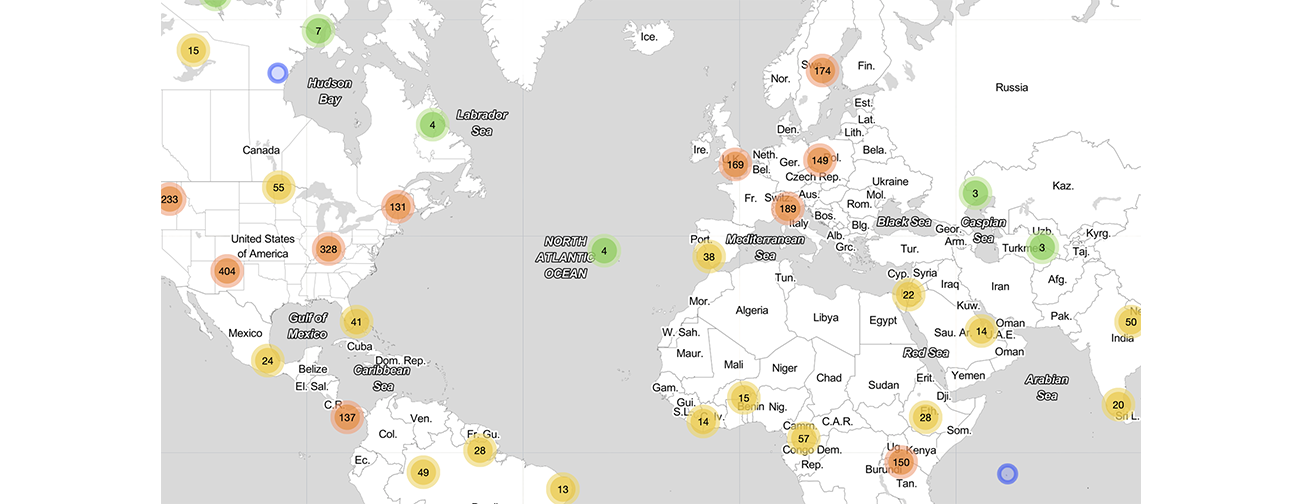 7
15
Ice.
Hudson
Bay
174
Nor.
Fin.
Russia
Labrador
Sea
4
Est.
Lat.
Lith.
Den.
Canada
Ire.
169
Neth.
Bel.
Ger.
149
Bela.
Czech Rep.
Ukraine
Kaz.
55
233
131
Fr.
Aus.
189
Italy
Mol.
Rom.
Bos.
Blg.
Alb.
Grc.
Black Sea
3
Caspian
Sea
Geor.
Arm.
Uzb.
3
Kyrg.
Taj.
United States
of America
328
404
NORTH
ATLANTIC
OCEAN
4
Port.
38
Mediterranean
Sea
Tur.
Tun.
Cyp.
Syria
22
Iraq
Iran
Afg.
Kuw.
Pak.
50
India
Gulf of
Mexico
41
Mexico
24
Cuba
Dom. Rep.
Belize
Caribbean
Sea
El. Sal.
C.R.
137
Mor.
Algeria
Libya
Egypt
W. Sah.
Maur.
Mali
Niger
Chad
Sudan
Sau.
14
Oman
U.A.E.
Oman
Red Sea
Yemen
Erit.
Dji.
Arabian
Sea
Gam.
Gui.
S.L.
14
15
Benin
Nig.
C.A.R.
28
Som.
20
Ven.
Col.
Fr. Gu.
28
Ec.
49
13
Camrn.
57
Congo
Dem.
Rep.
Ug.
Kenya
150
Burundi
Tan.